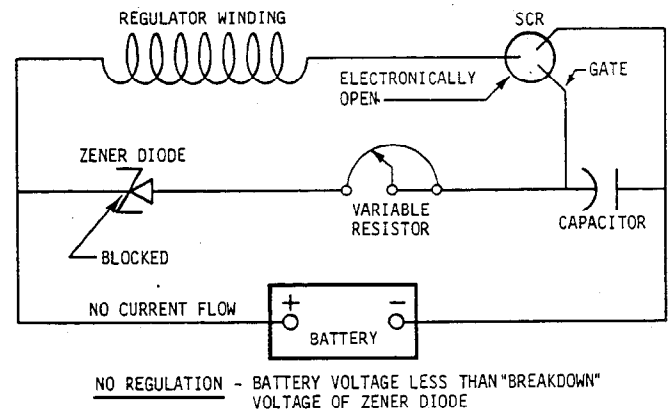 REGULATOR WINDING
SCR
ELECTRONICALLY
OPEN
GATE
ZENER DIODE
VARIABLE
RESISTOR
CAPACITOR
BLOCKED
NO CURRENT FLOW
+ -
BATTERY
NO REGULATION - BATTERY VOLTAGE LESS THAN "BREAKDOWN"
VOLTAGE OF ZENER DIODE